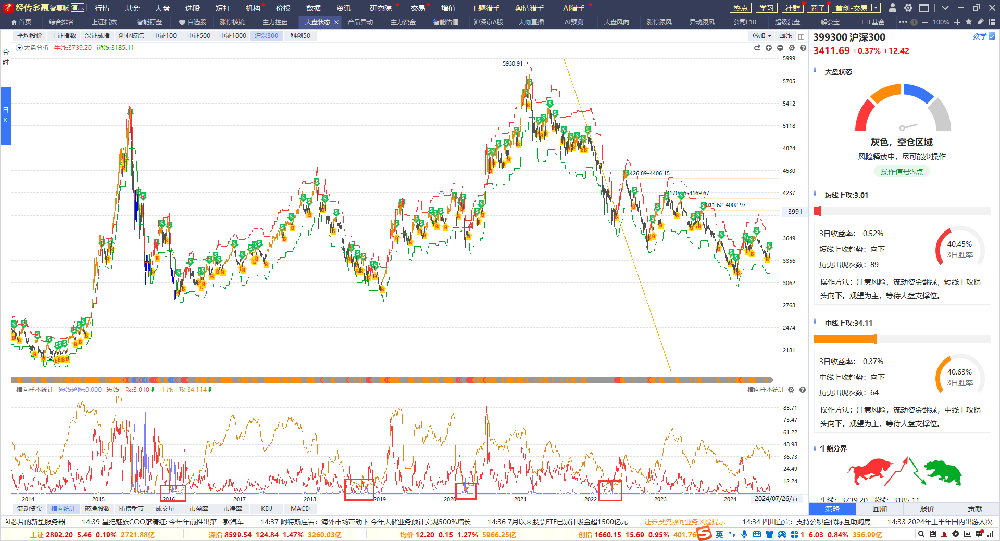 经传多赢 智尊版 演示 行情 基金 大盘 选股 短打 机构 价投 数据 资讯 研究院 交易 增值 主题猎手 舆情猎手 AI猎手 热点 学习 社群 圈子 首创-交易
首页 综合排名 上证指数 智能盯盘 自选股 涨停棱镜 主力控盘 大盘状态 × 产品异动 主力资金 智能估值 沪深京A股 大咖直播 AI预测 大盘风向 涨停跟风 异动跟风 公司F10 超级复盘 解套宝 ETF基金 ••• 100%
平均股价 上证指数 深证成指 创业板综 中证100 中证500 中证1000 沪深300 科创50 叠加 画线
大盘分析 牛线:3739.20 熊线:3185.11
分时
日K
5930.91
4406.15
4169.67
011.62-4002.97
5999
5705
5412
5118
4824
4530
4237
3991
3649
3356
3062
2768
2474
2181
横向样本统计 短线超跌:0.000 短线上攻:3.010 中线上攻:34.114 横向样本统计
85.71
73.47
61.22
48.98
36.73
24.49
12.24
2014 2015 2016 2017 2018 2019 2020 2021 2022 2023 2024 2024/07/26/五
流动资金 横向统计 破净股数 捕捞季节 成交量 市盈率 市净率 KDJ MACD
399300 沪深300 教学
3411.69 +0.37% +12.42
大盘状态
灰色，空仓区域
风险释放中，尽可能少操作
操作信号:S点
短线上攻:3.01
3日收益率：-0.52%
短线上攻趋势：向下
历史出现次数：89
40.45%
3日胜率
操作方法：注意风险，流动资金翻绿，短线上攻拐
头向下。观望为主，等待大盘支撑位。
中线上攻:34.11
3日收益率：-0.37%
中线上攻趋势：向下
历史出现次数：64
40.63%
3日胜率
操作方法：注意风险，流动资金翻绿，中线上攻拐
头向下。观望为主，等待大盘支撑位。
牛熊分界
牛线：3739.20 熊线：3185.11
策略 回溯 报价 贡献
AI芯片的新型服务器 14:39 星纪魅族COO廖清红: 今年年前推出第一款汽车 14:37 阿特斯庄岩：海外市场带动下 今年大储业务预计实现500%增长 14:36 7月以来股票ETF已累计吸金超1500亿元 证券投资顾问业务风险提示 14:34 四川宜宾：支持公积金代际互助购房 14:33 2024年上半年国内出游人次
上证 2892.20 5.46 0.19% 2721.88亿 深指 8599.54 124.84 1.47% 3260.03亿 均价 12.20 0.15 1.27% 5966.25亿 创指 1660.15 15.69 0.95% 401.76 英 6.03 0.84% 356.99亿